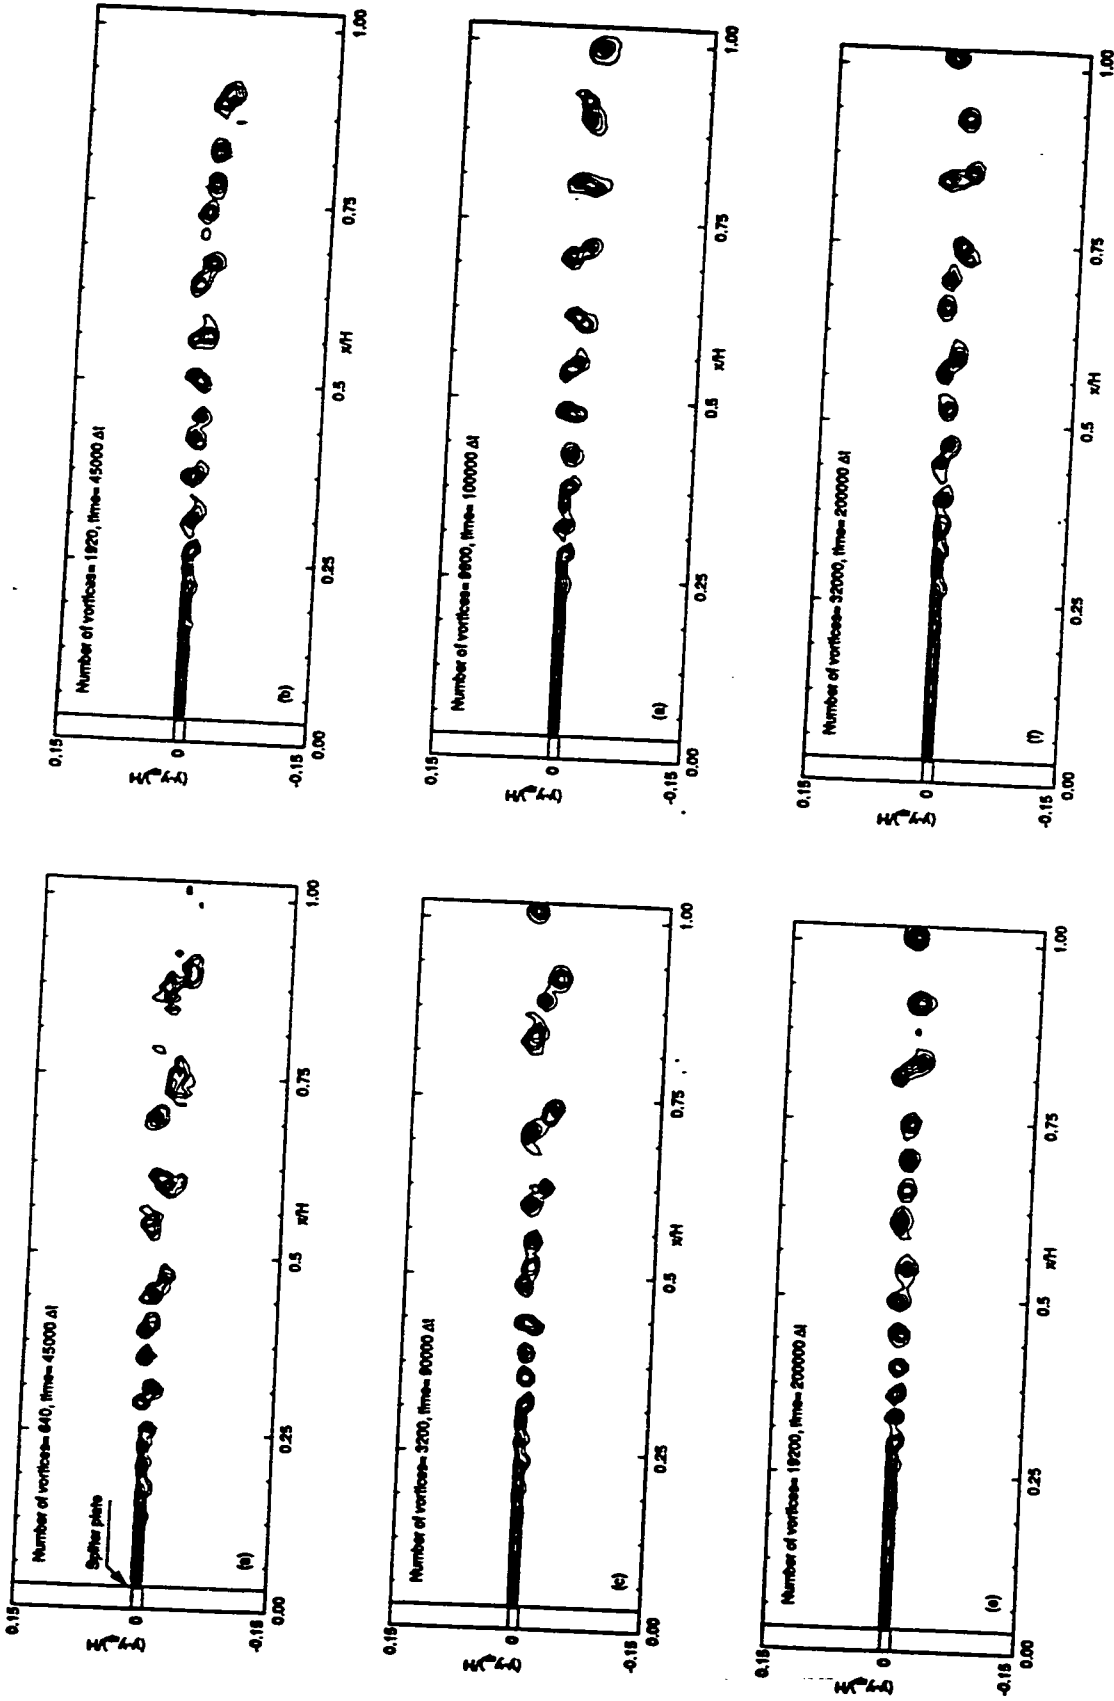 Number of vortices= 640, time= 45000 Δt
Splitter plate
(a)
0.15
0
-0.15
(y-ysp)/H
0.00
0.25
0.5
0.75
1.00
x/H
Number of vortices= 1920, time= 45000 Δt
(b)
0.15
0
-0.15
(y-ysp)/H
0.00
0.25
0.5
0.75
1.00
x/H
Number of vortices= 3200, time= 90000 Δt
(c)
0.15
0
-0.15
(y-ysp)/H
0.00
0.25
0.5
0.75
1.00
x/H
Number of vortices= 9600, time= 100000 Δt
0.15
0
-0.15
(y-ysp)/H
0.00
0.25
0.5
0.75
1.00
x/H
Number of vortices= 19200, time= 200000 Δt
(e)
0.15
0
-0.15
(y-ysp)/H
0.00
0.25
0.5
0.75
1.00
x/H
Number of vortices= 32000, time= 200000 Δt
(f)
0.15
0
-0.15
(y-ysp)/H
0.00
0.25
0.5
0.75
1.00
x/H